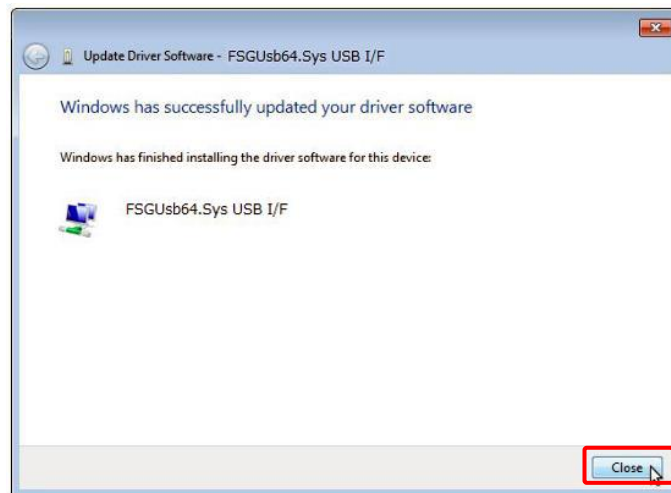 Update Driver Software - FSGUsb64.Sys USB I/F
Windows has successfully updated your driver software
Windows has finished installing the driver software for this device:
FSGUsb64.Sys USB I/F
Close